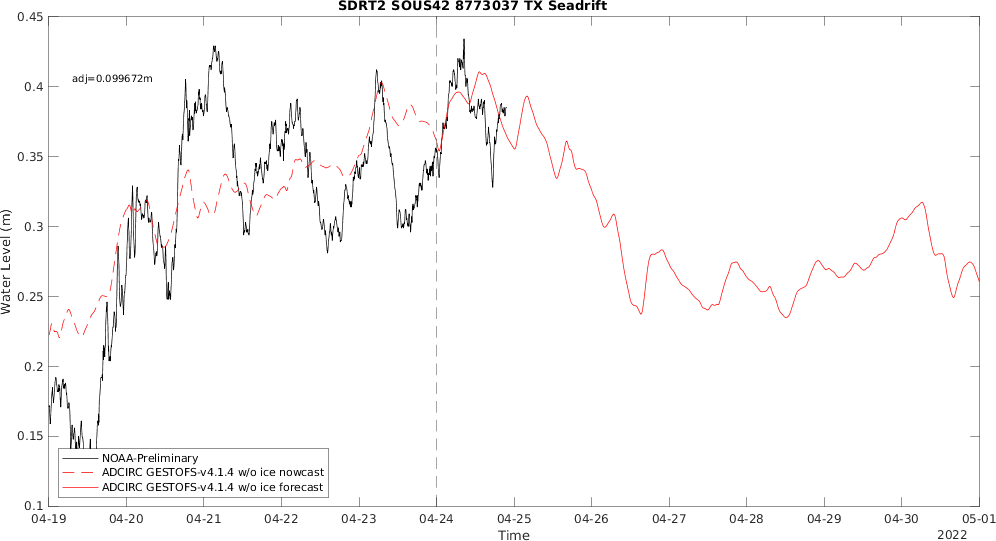 SDRT2 SOUS42 8773037 TX Seadrift
adj=0.099672m
Water Level (m)
0.45
0.4
0.35
0.3
0.25
0.2
0.15
0.1
NOAA-Preliminary
ADCIRC GESTOFS-v4.1.4 w/o ice nowcast
ADCIRC GESTOFS-v4.1.4 w/o ice forecast
04-19 04-20 04-21 04-22 04-23 04-24 04-25 04-26 04-27 04-28 04-29 04-30 05-01
Time
2022